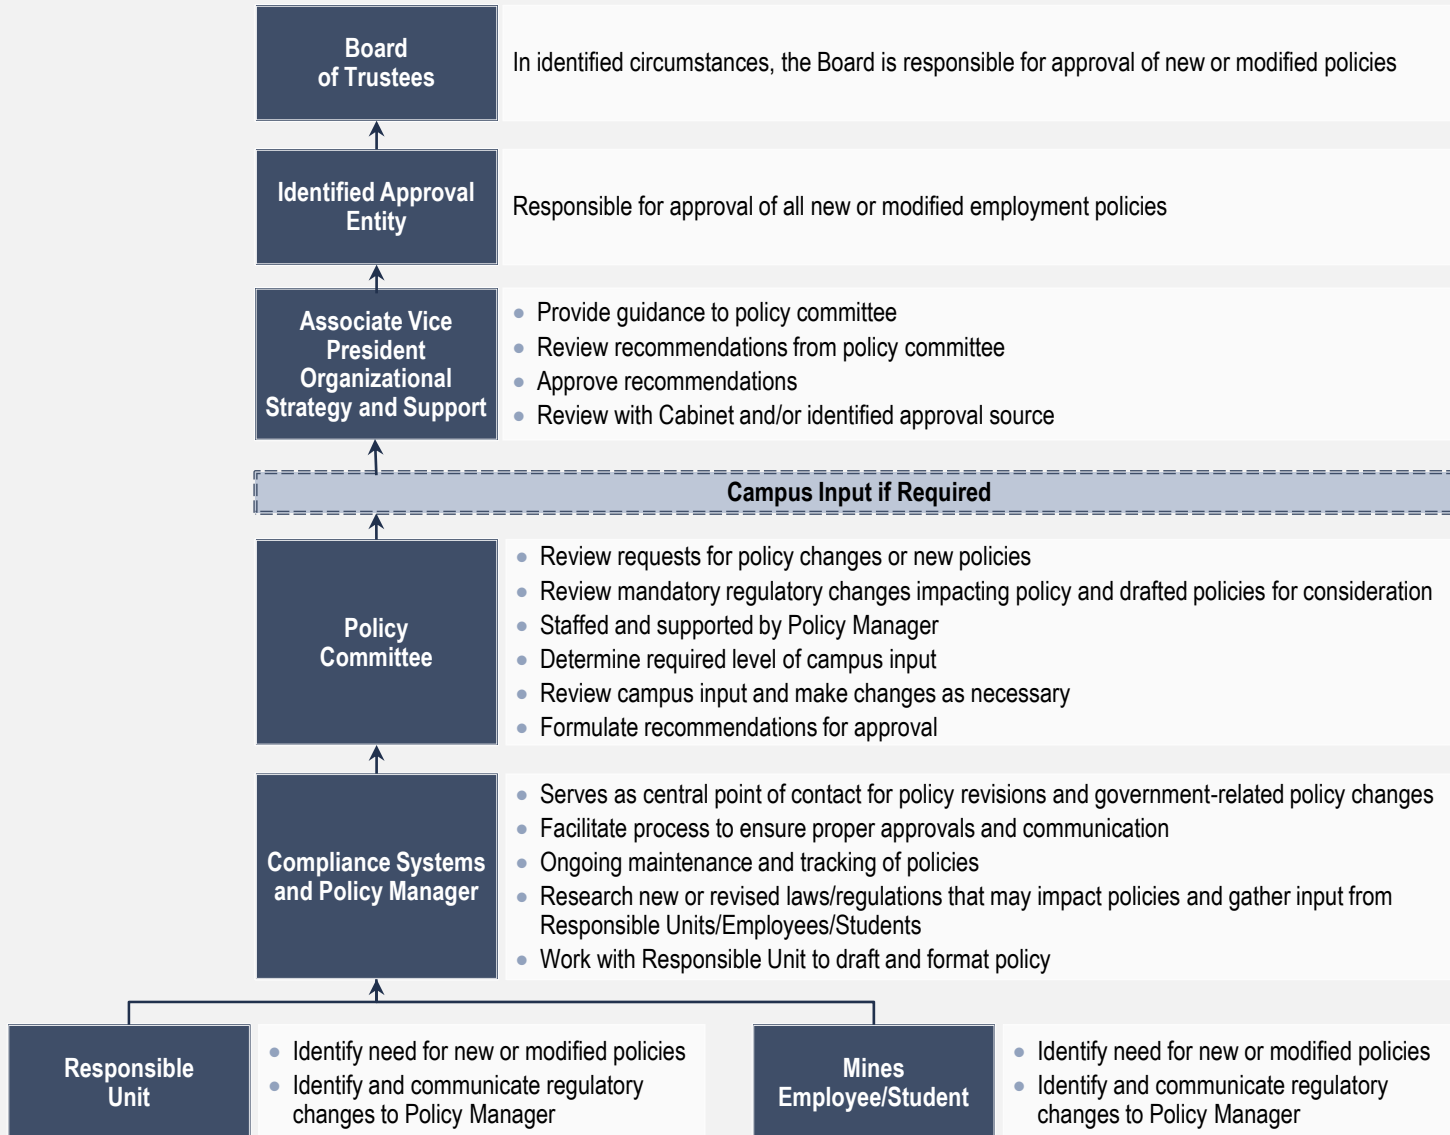 Board
of Trustees
In identified circumstances, the Board is responsible for approval of new or modified policies
Identified Approval
Entity
Responsible for approval of all new or modified employment policies
Associate Vice
President
Organizational
Strategy and Support
• Provide guidance to policy committee
• Review recommendations from policy committee
• Approve recommendations
• Review with Cabinet and/or identified approval source
Campus Input if Required
Policy
Committee
• Review requests for policy changes or new policies
• Review mandatory regulatory changes impacting policy and drafted policies for consideration
• Staffed and supported by Policy Manager
• Determine required level of campus input
• Review campus input and make changes as necessary
• Formulate recommendations for approval
Compliance Systems
and Policy Manager
• Serves as central point of contact for policy revisions and government-related policy changes
• Facilitate process to ensure proper approvals and communication
• Ongoing maintenance and tracking of policies
• Research new or revised laws/regulations that may impact policies and gather input from
Responsible Units/Employees/Students
• Work with Responsible Unit to draft and format policy
Responsible
Unit
• Identify need for new or modified policies
• Identify and communicate regulatory
changes to Policy Manager
Mines
Employee/Student
• Identify need for new or modified policies
• Identify and communicate regulatory
changes to Policy Manager